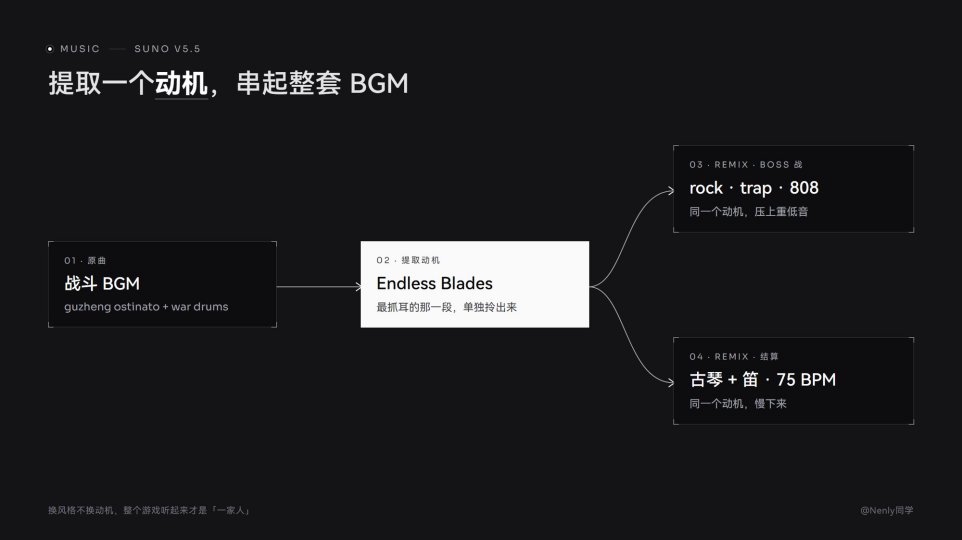 MUSIC — SUNO V5.5
提取一个动机，串起整套 BGM
01 · 原曲
战斗 BGM
guzheng ostinato + war drums
02 · 提取动机
Endless Blades
最抓耳的那一段，单独拎出来
03 · REMIX · BOSS 战
rock · trap · 808
同一个动机，压上重低音
04 · REMIX · 结算
古琴 + 笛 · 75 BPM
同一个动机，慢下来
换风格不换动机，整个游戏听起来才是「一家人」
@Nenly同学